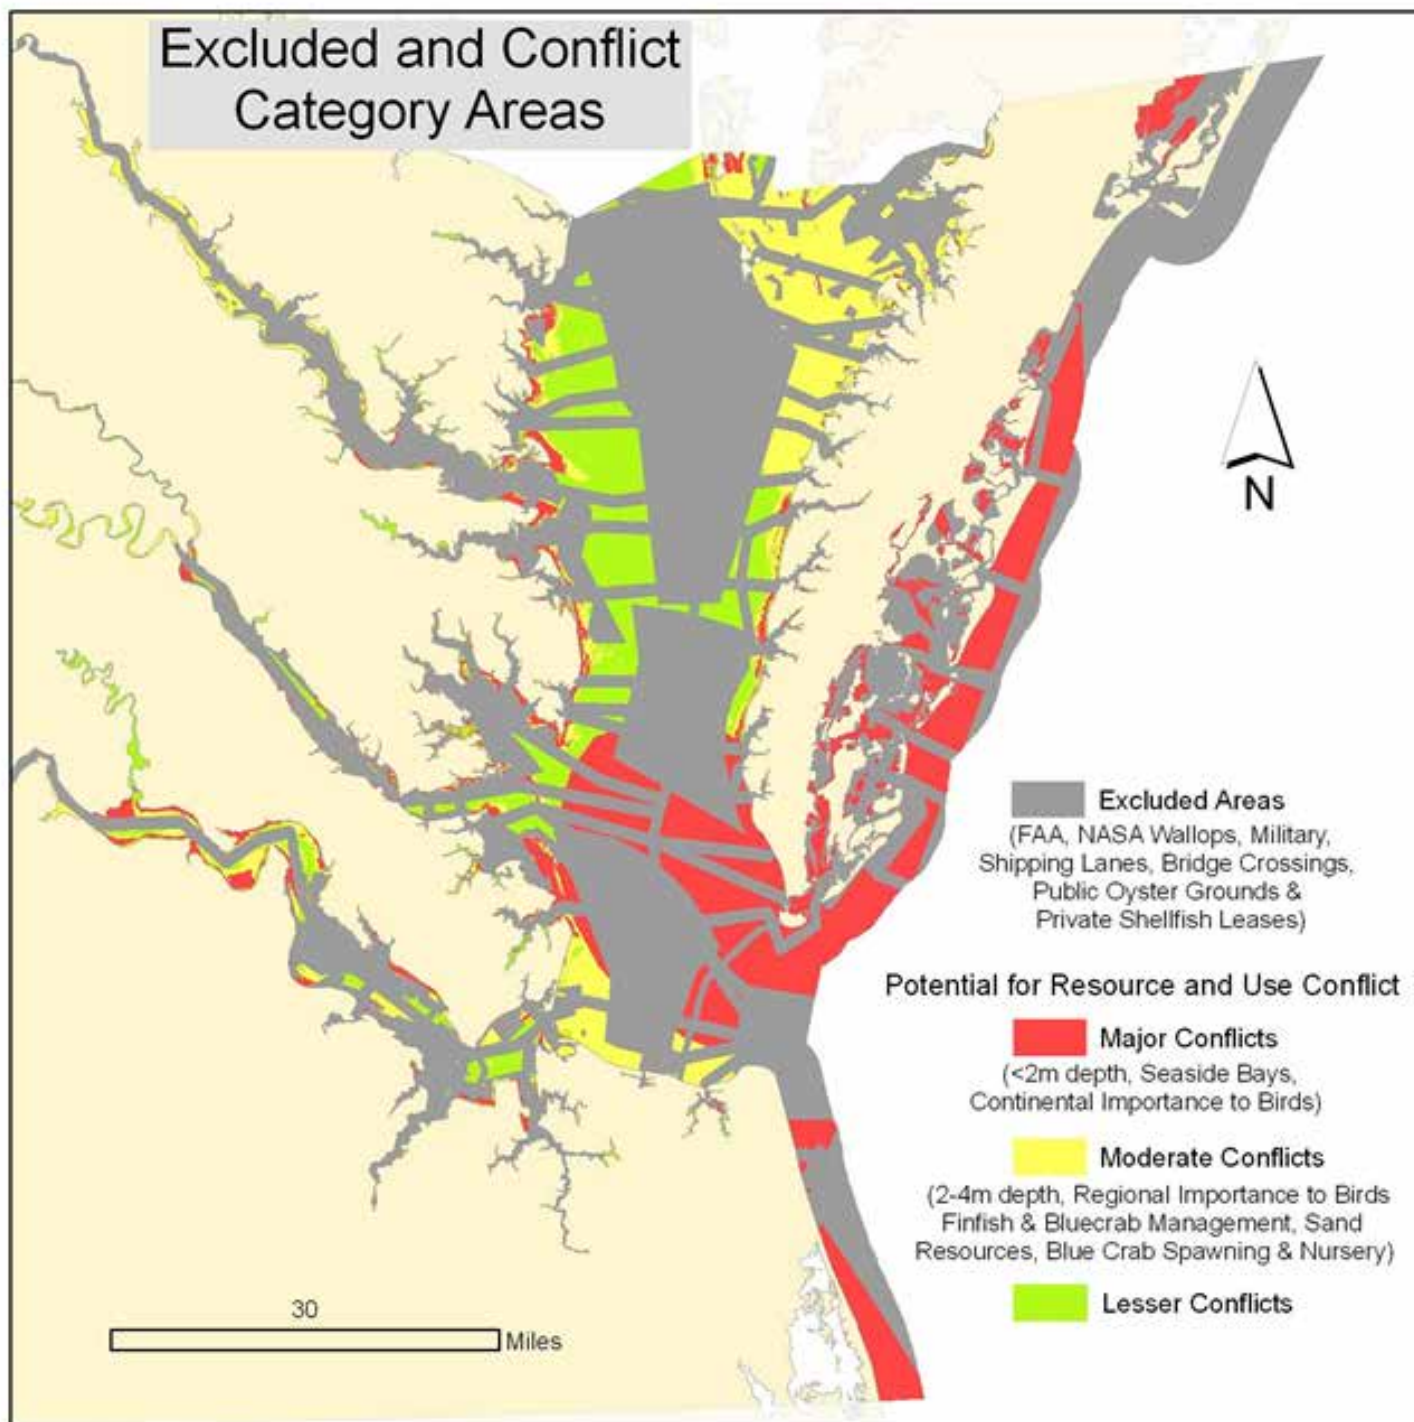 Excluded and Conflict
Category Areas
N
Excluded Areas
(FAA, NASA Wallops, Military,
Shipping Lanes, Bridge Crossings,
Public Oyster Grounds &
Private Shellfish Leases)
Potential for Resource and Use Conflict
Major Conflicts
(<2m depth, Seaside Bays,
Continental Importance to Birds)
Moderate Conflicts
(2-4m depth, Regional Importance to Birds
Finfish & Bluecrab Management, Sand
Resources, Blue Crab Spawning & Nursery)
Lesser Conflicts
30
Miles